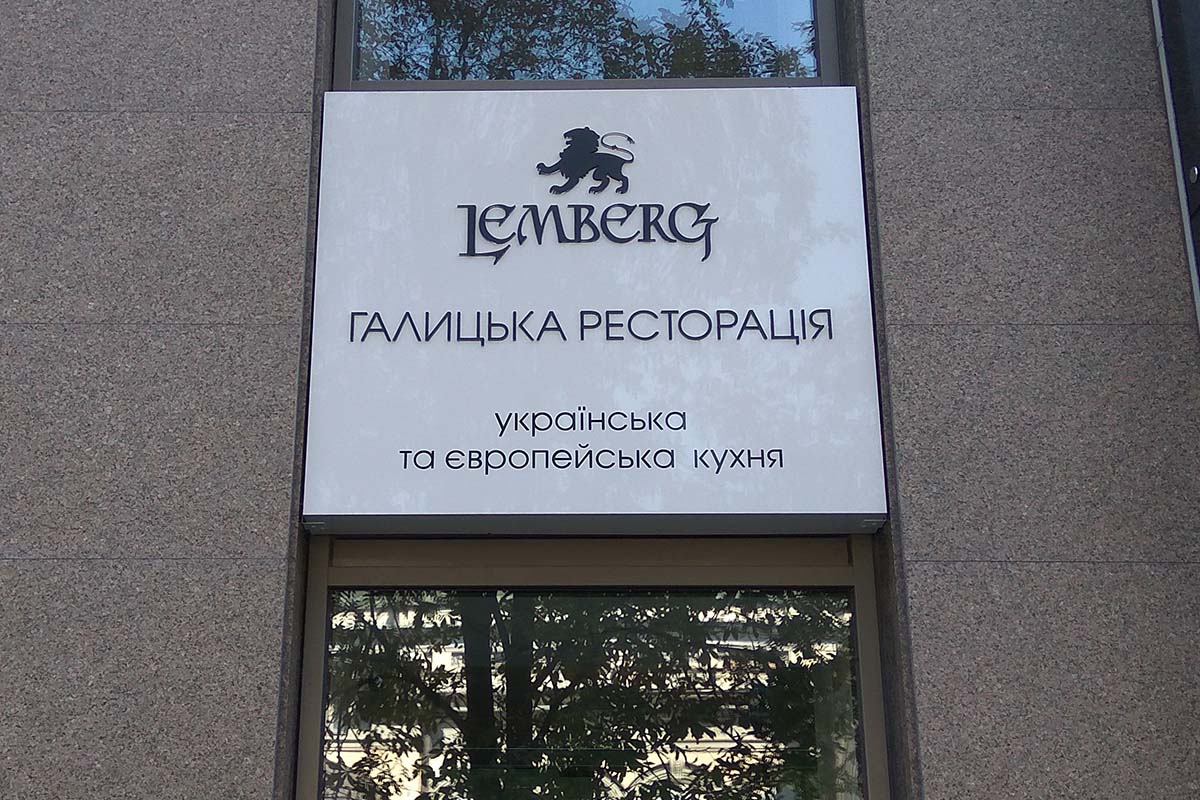 LEMBERG
ГАЛИЦЬКА РЕСТОРАЦІЯ
українська
та європейська кухня